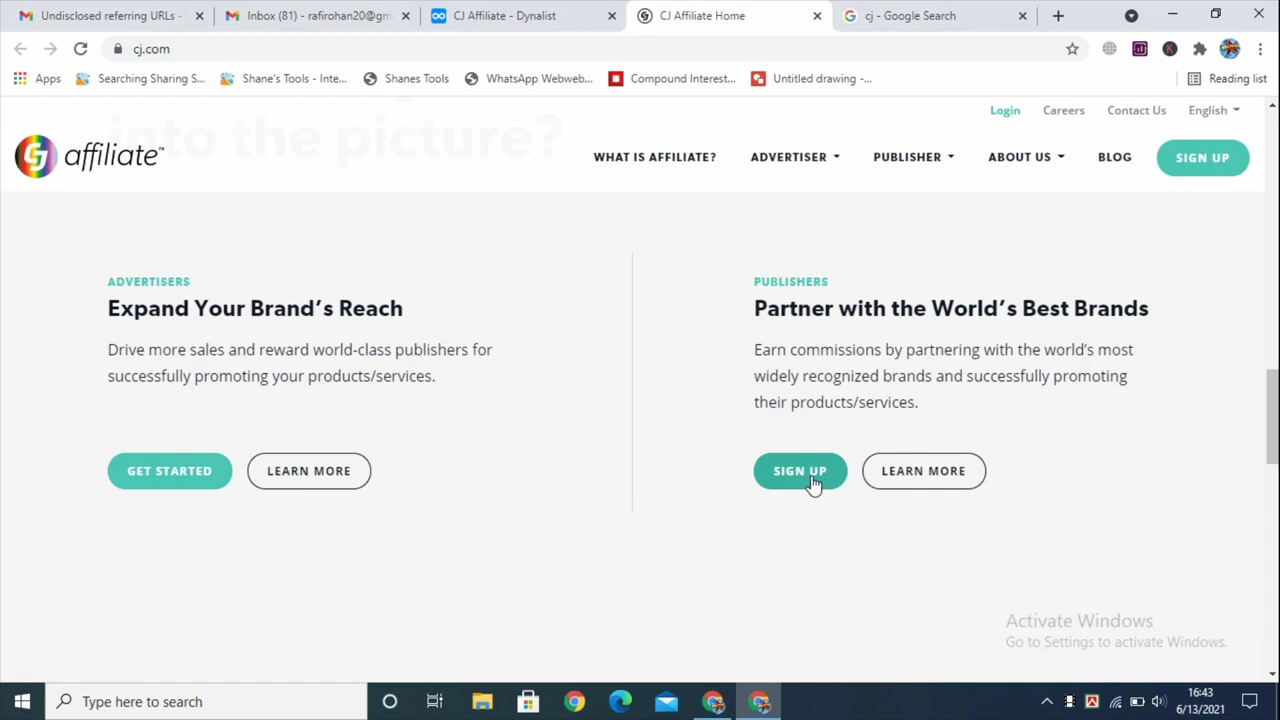 Undisclosed referring URLs -
Inbox (81) - rafirohan20@gm
CJ Affiliate - Dynalist
CJ Affiliate Home
cj - Google Search
cj.com
Apps
Searching Sharing S...
Shane's Tools - Inte...
Shanes Tools
WhatsApp Webweb...
Compound Interest...
Untitled drawing -...
Reading list
Login
Careers
Contact Us
English
into the picture?
CJ affiliate™
WHAT IS AFFILIATE?
ADVERTISER
PUBLISHER
ABOUT US
BLOG
SIGN UP
ADVERTISERS
Expand Your Brand's Reach
Drive more sales and reward world-class publishers for
successfully promoting your products/services.
GET STARTED
LEARN MORE
PUBLISHERS
Partner with the World's Best Brands
Earn commissions by partnering with the world's most
widely recognized brands and successfully promoting
their products/services.
SIGN UP
LEARN MORE
Activate Windows
Go to Settings to activate Windows.
Type here to search
16:43
6/13/2021